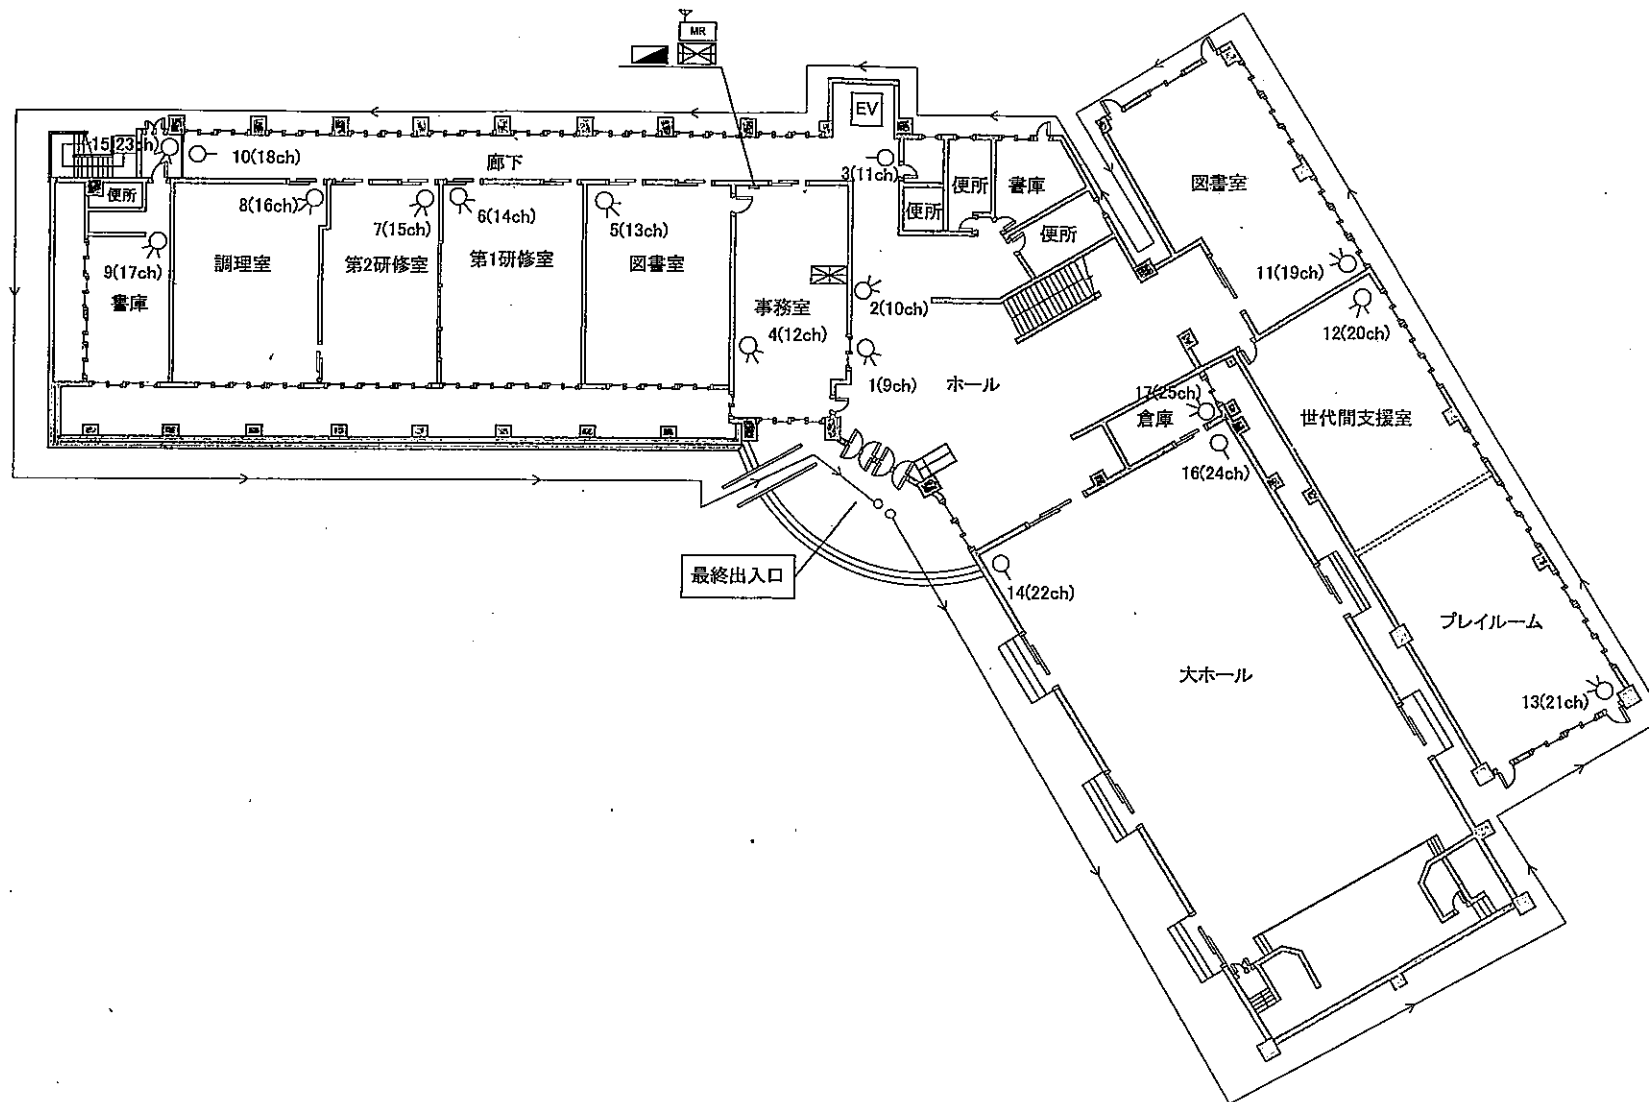 MR
EV
15(23ch)
10(18ch)
廊下
3(11ch)
便所
書庫
図書室
便所
8(16ch)
7(15ch)
6(14ch)
5(13ch)
便所
便所
9(17ch)
調理室
第2研修室
第1研修室
図書室
11(19ch)
書庫
事務室
2(10ch)
12(20ch)
4(12ch)
1(9ch)
ホール
17(25ch)
倉庫
世代間支援室
16(24ch)
最終出入口
14(22ch)
プレイルーム
大ホール
13(21ch)